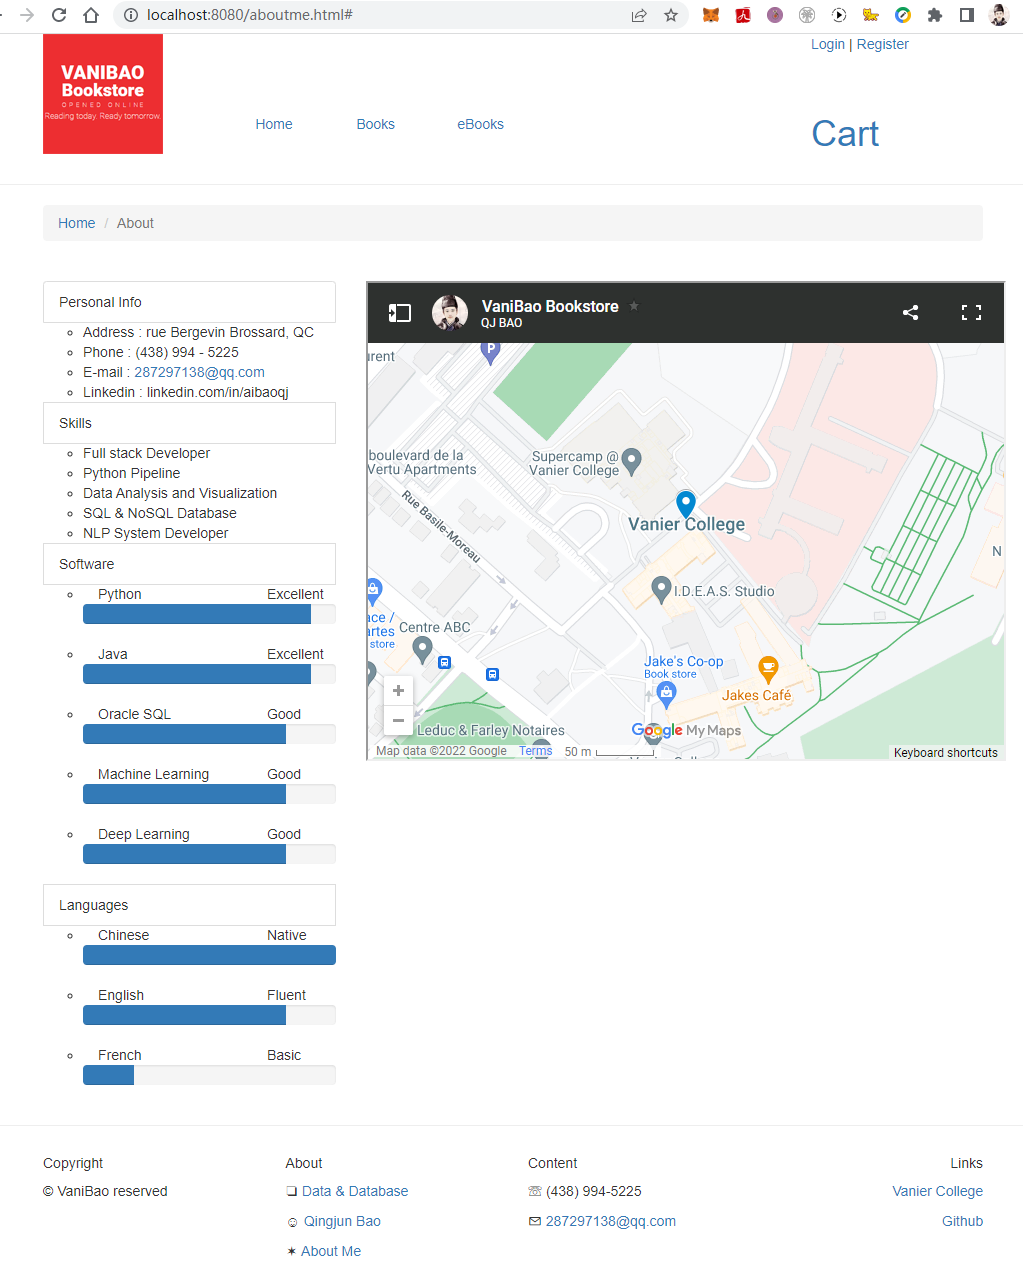 localhost:8080/aboutme.html#
Login | Register
VANIBAO
Bookstore
OPENED ONLINE
Reading today. Ready tomorrow.
Home Books eBooks
Cart
Home / About
Personal Info
Address : rue Bergevin Brossard, QC
Phone : (438) 994 - 5225
E-mail : 287297138@qq.com
Linkedin : linkedin.com/in/aibaoqj
Skills
Full stack Developer
Python Pipeline
Data Analysis and Visualization
SQL & NoSQL Database
NLP System Developer
Software
Python Excellent
Java Excellent
Oracle SQL Good
Machine Learning Good
Deep Learning Good
Languages
Chinese Native
English Fluent
French Basic
VaniBao Bookstore
QJ BAO
P
urent
boulevard de la
Vertu Apartments
Supercamp @
Vanier College
Rue Basile-Moreau
Vanier College
N
I.D.E.A.S. Studio
ace /
artes
store
Centre ABC
Jake's Co-op
Book store
Jakes Café
+
−
Leduc & Farley Notaires
Google My Maps
Map data ©2022 Google Terms 50 m
Keyboard shortcuts
Copyright
© VaniBao reserved
About
❏ Data & Database
☺ Qingjun Bao
✶ About Me
Content
☏ (438) 994-5225
✉ 287297138@qq.com
Links
Vanier College
Github